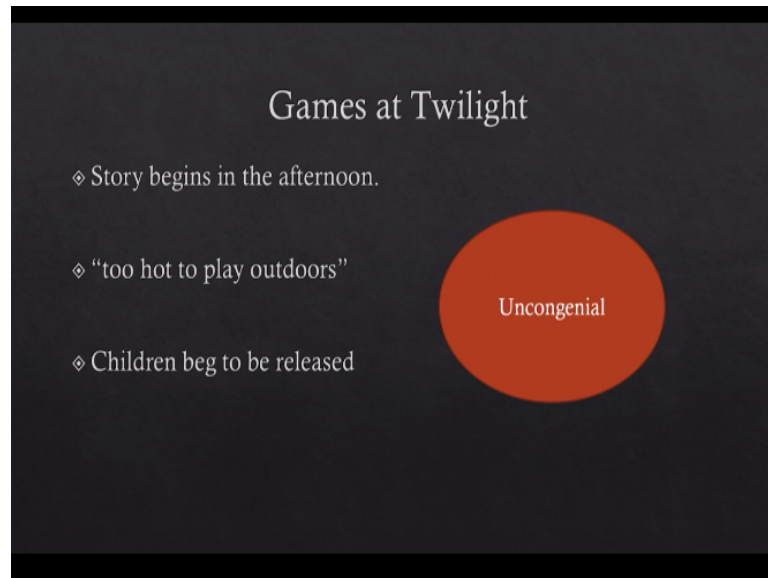 Games at Twilight
Story begins in the afternoon.
“too hot to play outdoors”
Children beg to be released
Uncongenial